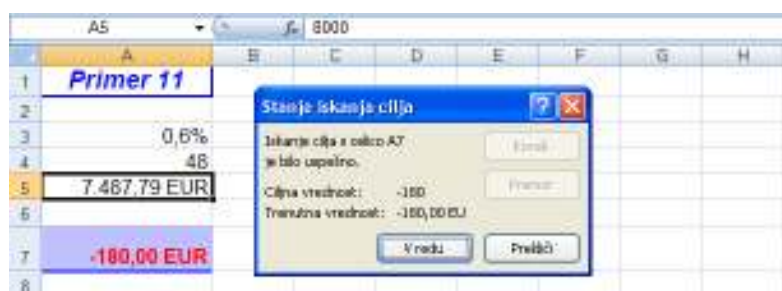 A5 fx 8000
A B C D E F G H
1 Primer 11
2
3 0,6%
4 48
5 7.467,79 EUR
6
7 -180,00 EUR
8
Stanje iskanja cilja
Iskanje cilja s celico A7
je bilo uspešno.
Ciljna vrednost: -180
Trenutna vrednost: -180,00 EU
Korak
Premor
V redu
Prekliči